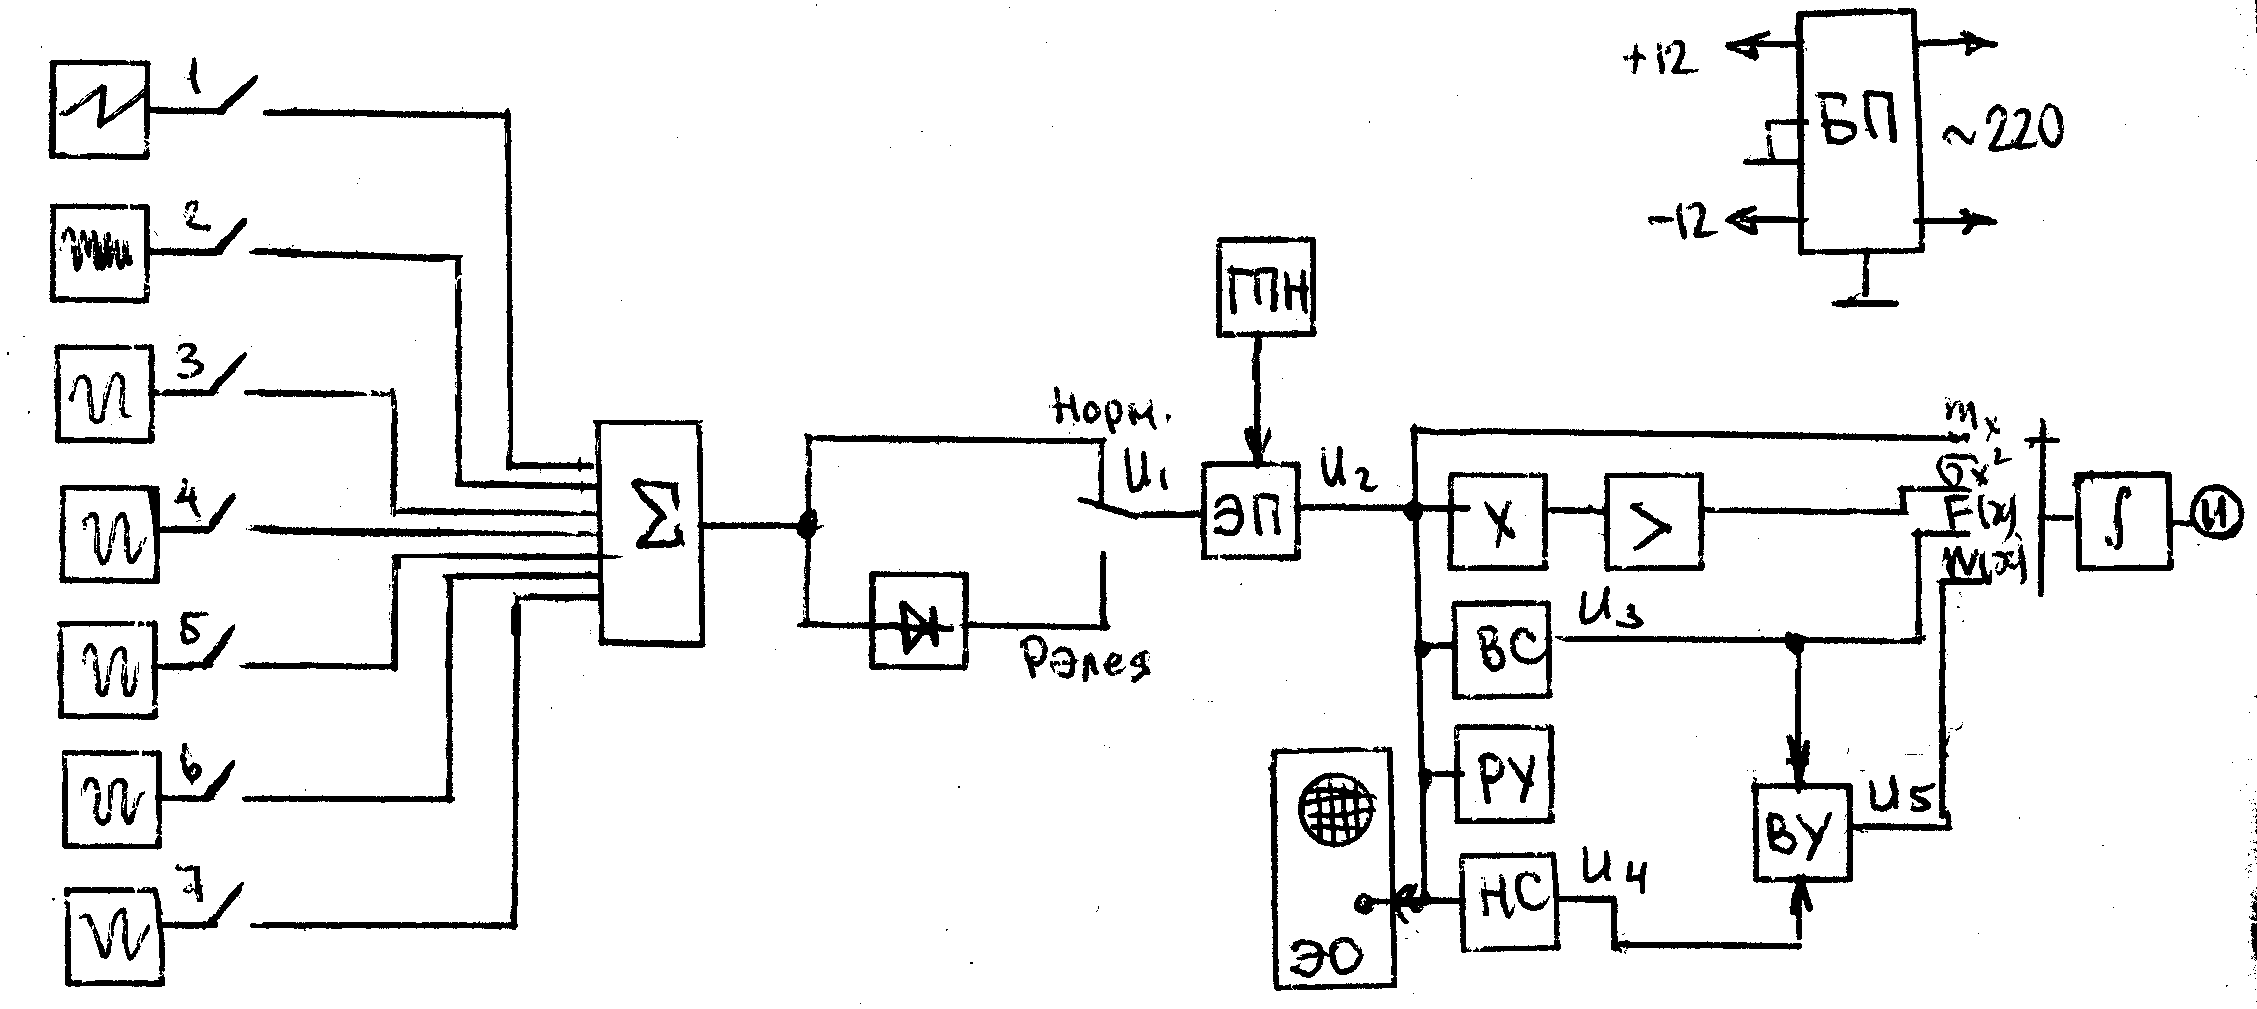 1
2
3
4
5
6
7
Σ
Норм.
Рэлея
U1
ГПН
ЭП
U2
+12
-12
БП
~220
X
>
ВС
РУ
НС
ЭО
U3
U4
ВУ
U5
mx
σx²
F(x)
W(x)
∫
И